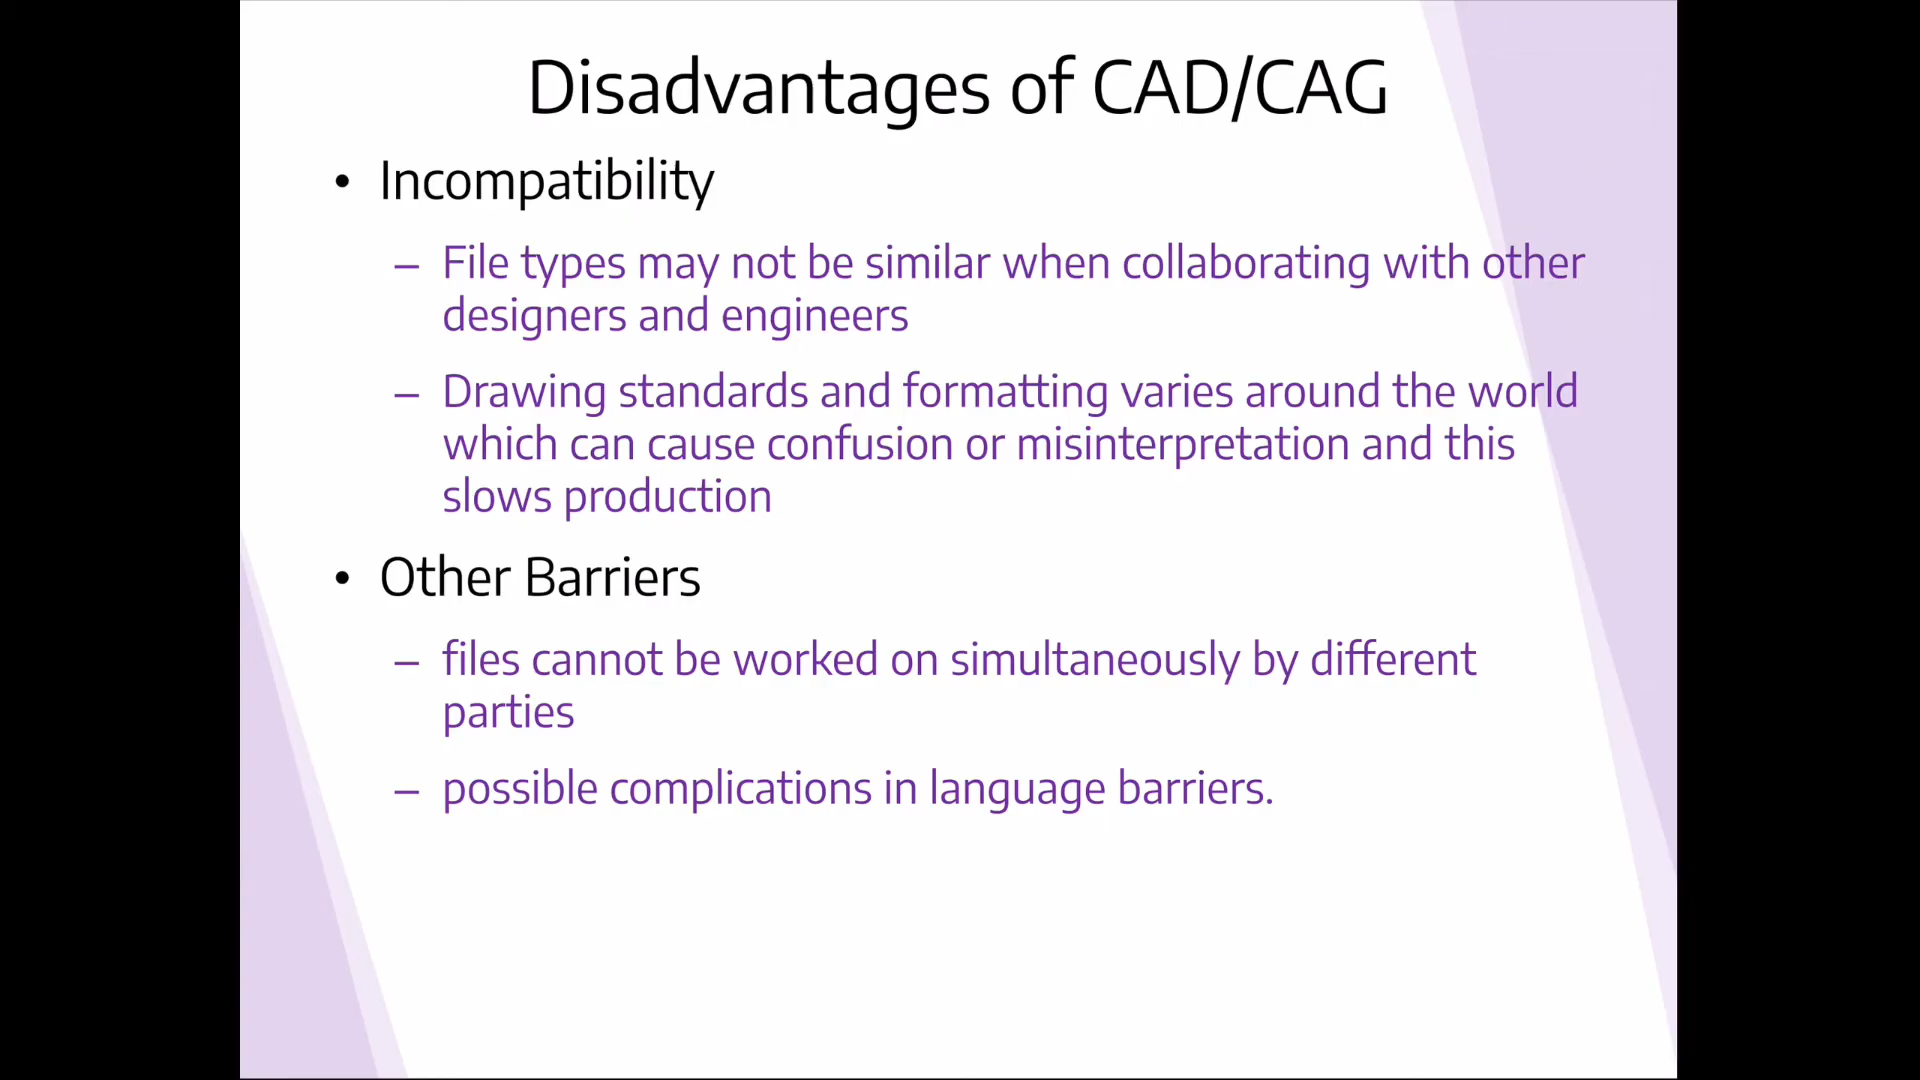 Disadvantages of CAD/CAG
• Incompatibility
– File types may not be similar when collaborating with other
designers and engineers
– Drawing standards and formatting varies around the world
which can cause confusion or misinterpretation and this
slows production
• Other Barriers
– files cannot be worked on simultaneously by different
parties
– possible complications in language barriers.